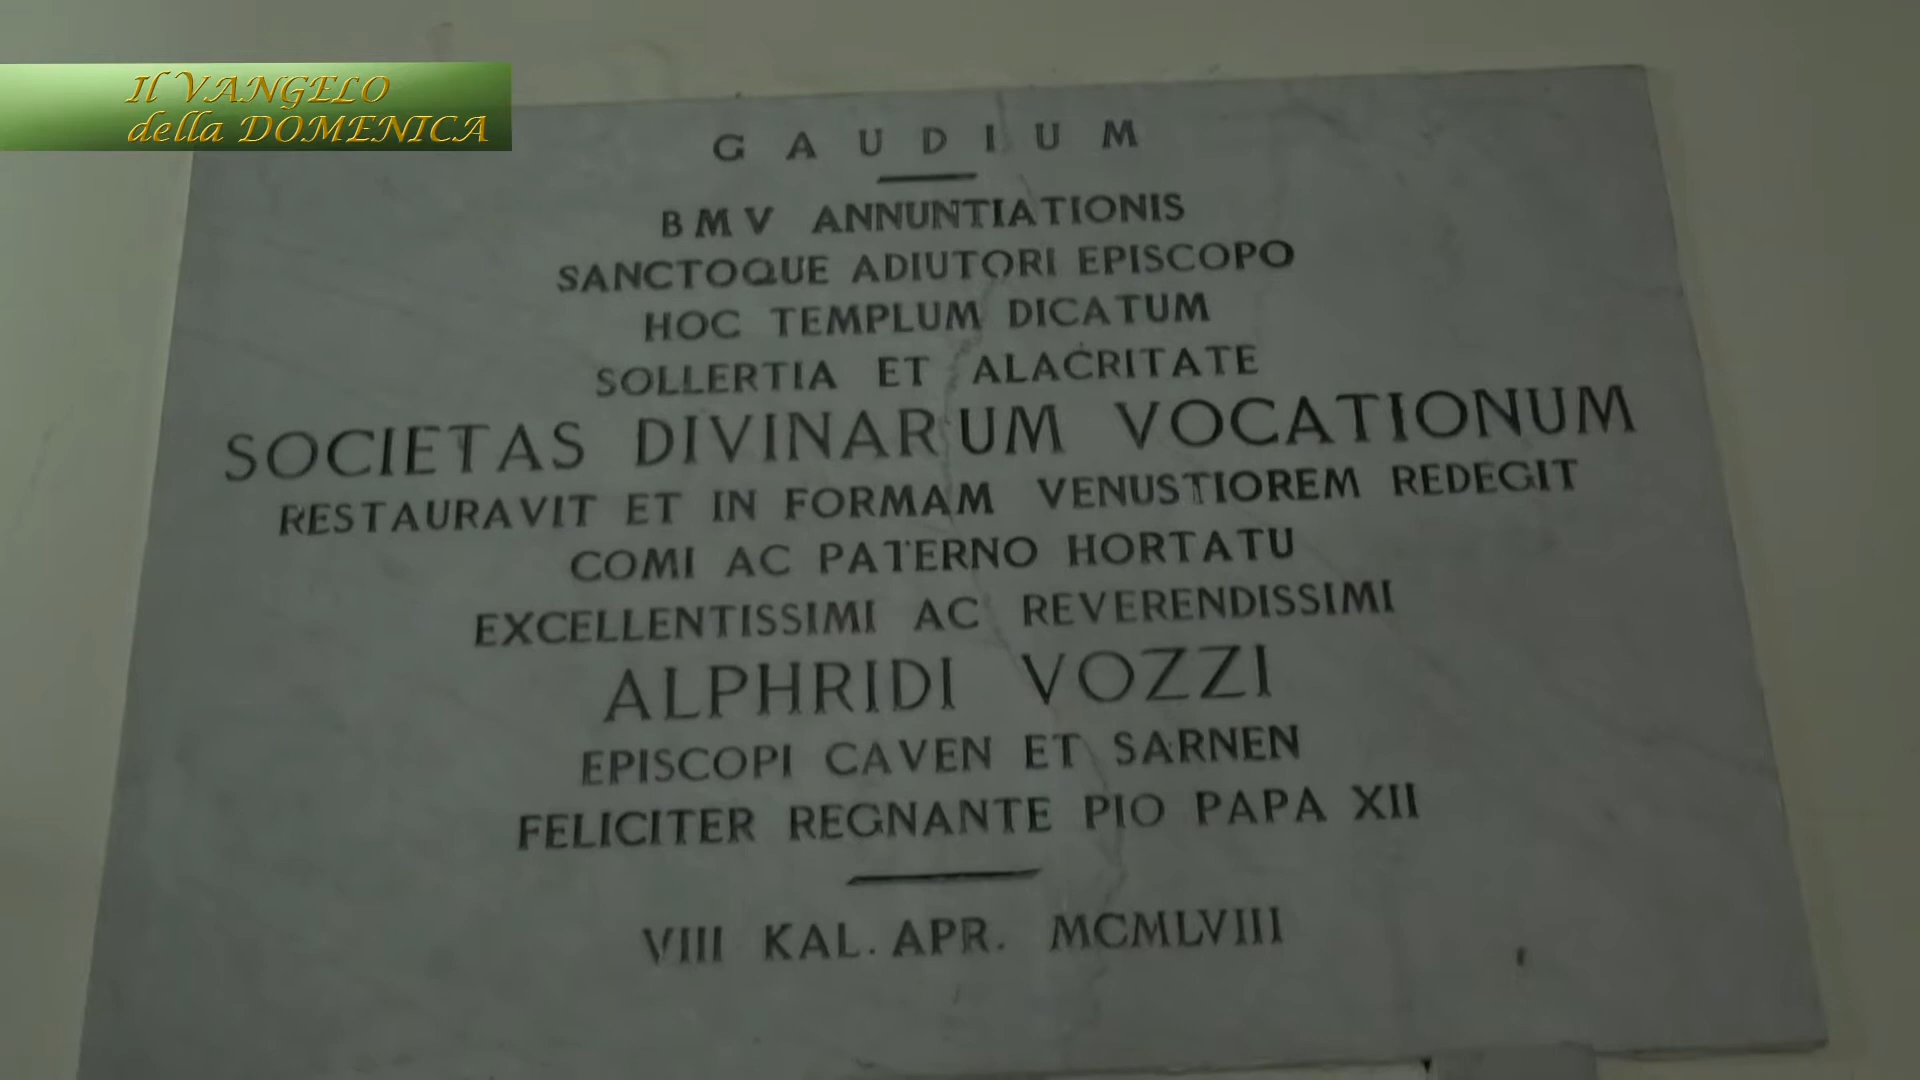 Il VANGELO
della DOMENICA
GAUDIUM
BMV ANNUNTIATIONIS
SANCTOQUE ADIUTORI EPISCOPO
HOC TEMPLUM DICATUM
SOLLERTIA ET ALACRITATE
SOCIETAS DIVINARUM VOCATIONUM
RESTAURAVIT ET IN FORMAM VENUSTIOREM REDEGIT
COMI AC PATERNO HORTATU
EXCELLENTISSIMI AC REVERENDISSIMI
ALPHRIDI VOZZI
EPISCOPI CAVEN ET SARNEN
FELICITER REGNANTE PIO PAPA XII
VIII KAL. APR. MCMLVIII